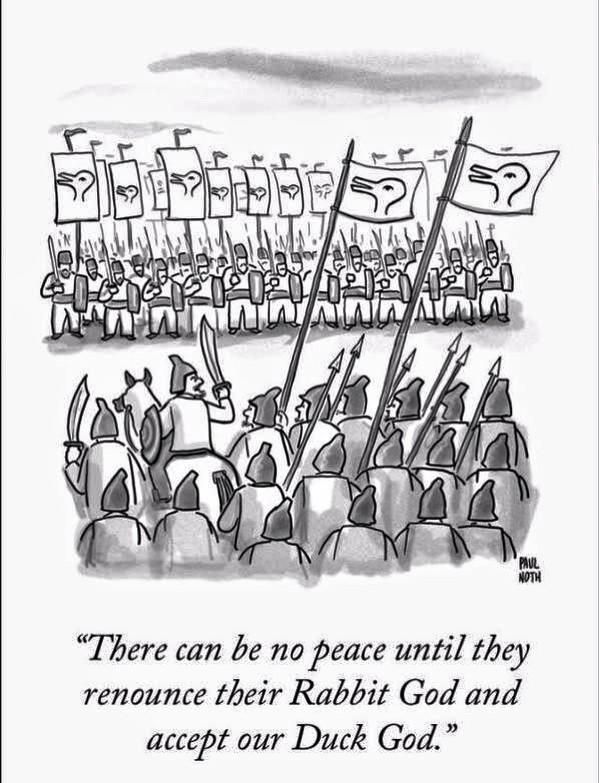 PAUL
NOTH
“There can be no peace until they
renounce their Rabbit God and
accept our Duck God.”